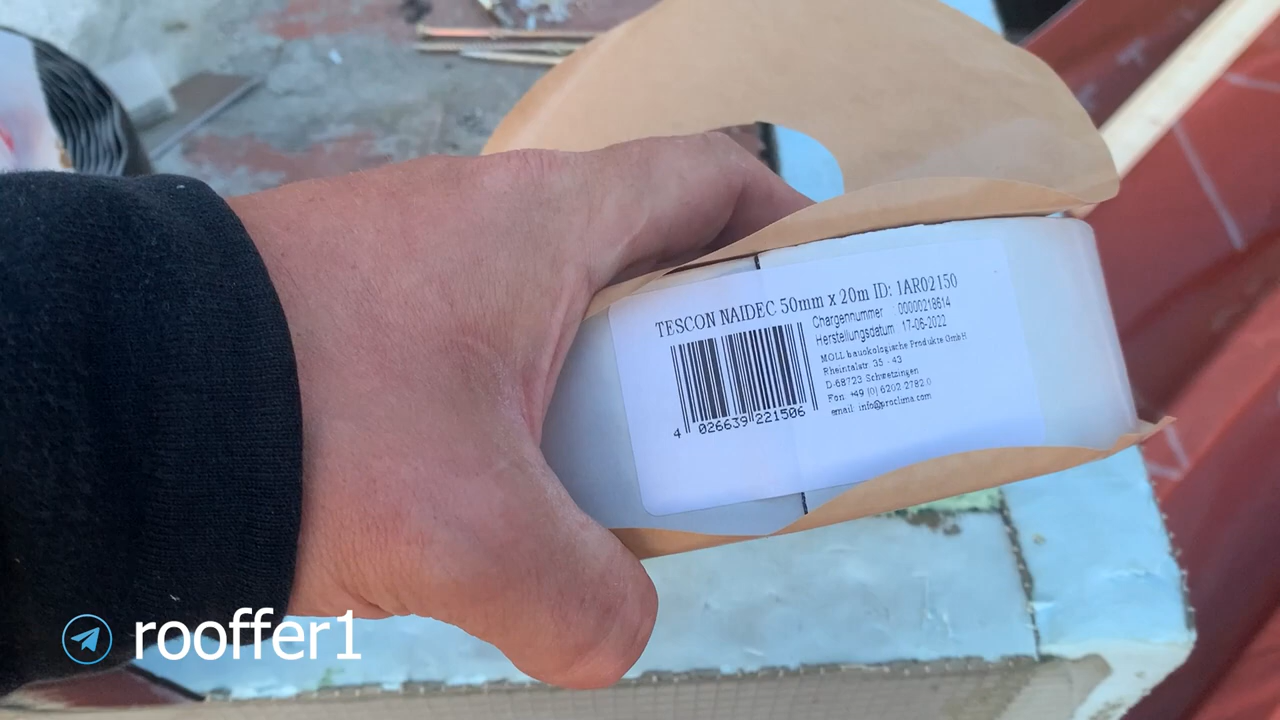 TESCON NAIDEC 50mm x 20m ID: 1AR02150
Chargennummer : 00000218614
Herstellungsdatum 17-06-2022
MOLL bauokologische Produkte GmbH
Rheintalstr. 35 - 43
D-68723 Schwetzingen
Fon +49 (0) 6202 2782.0
email info@proclima.com
4 026639 221506
rooffer1